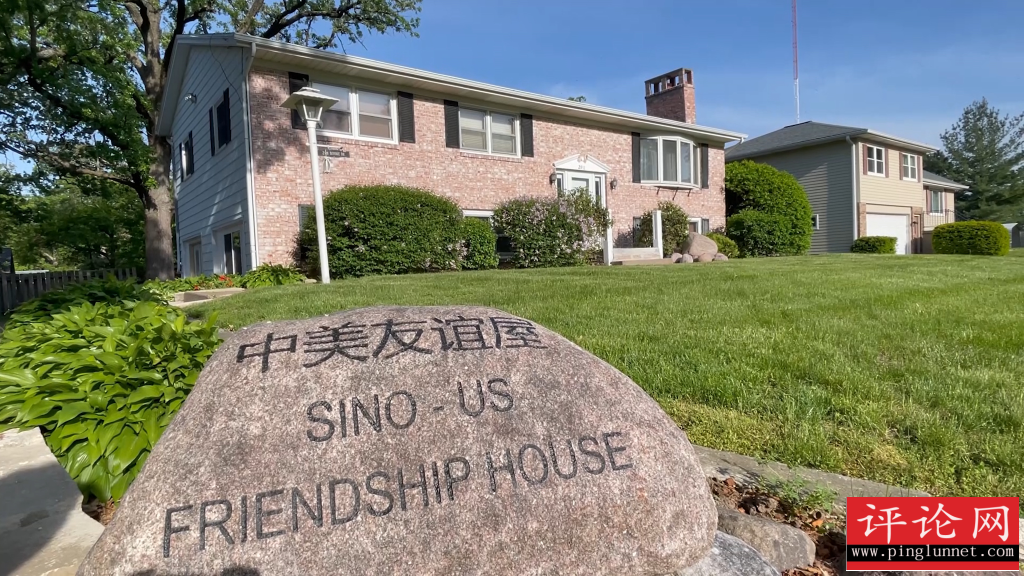 中美友谊屋
SINO - US
FRIENDSHIP HOUSE
评论网
www.pinglunnet.com